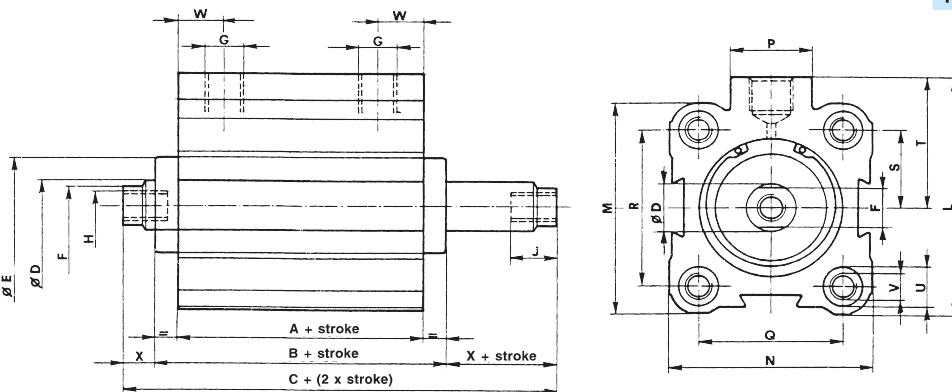 W
W
G
G
Ø E
Ø D
F
H
J
=
A + stroke
=
X
B + stroke
X + stroke
C + (2 x stroke)
P
M
R
Ø D
F
S
T
L
V
U
Q
N